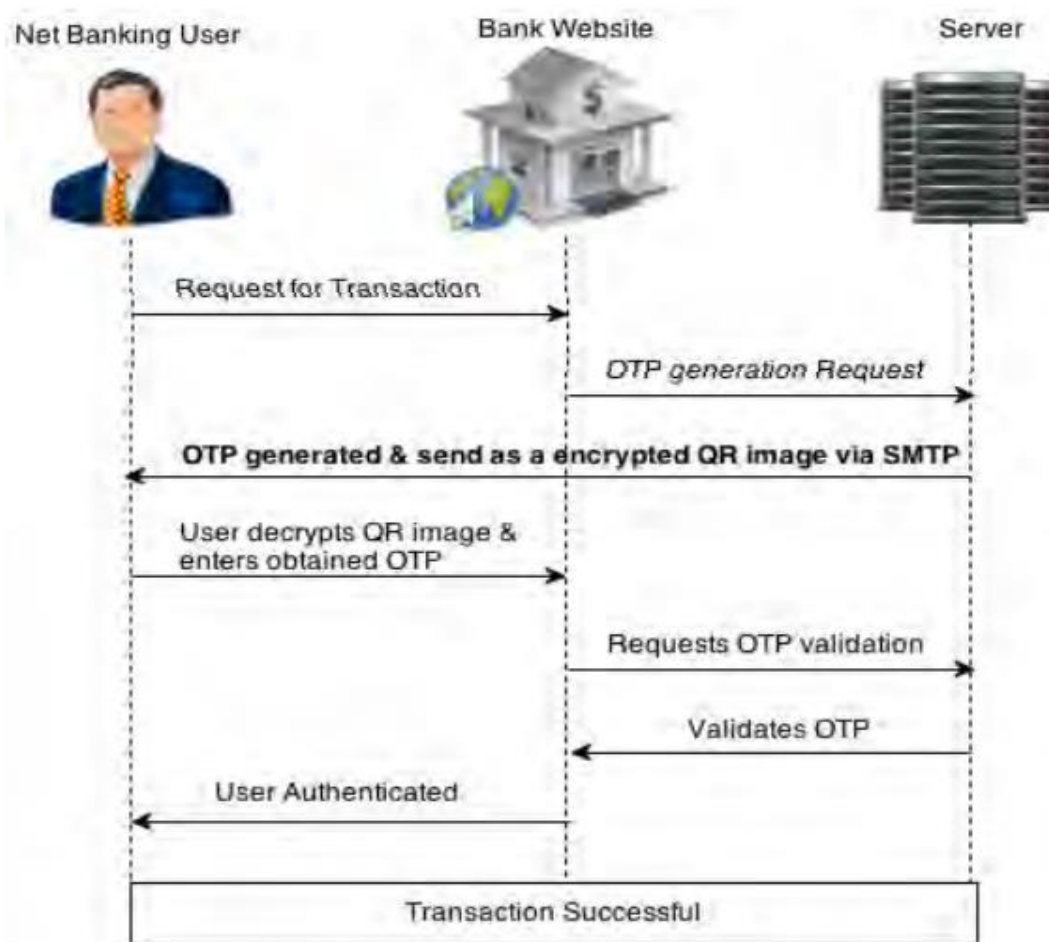 Net Banking User
Bank Website
Server
Request for Transaction
OTP generation Request
OTP generated & send as a encrypted QR image via SMTP
User decrypts QR image &
enters obtained OTP
Requests OTP validation
Validates OTP
User Authenticated
Transaction Successful